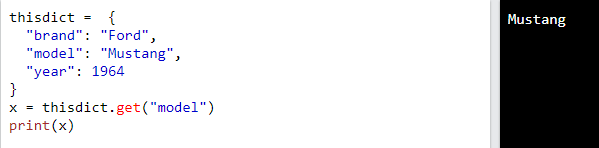 thisdict =  {
  "brand": "Ford",
  "model": "Mustang",
  "year": 1964
}
x = thisdict.get("model")
print(x)
Mustang